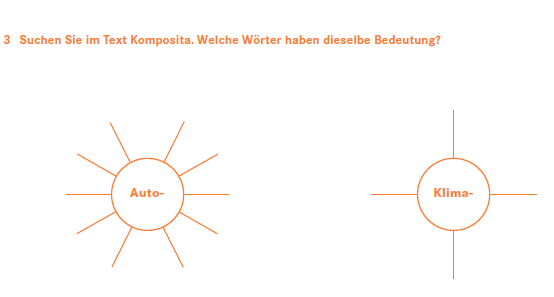 3 Suchen Sie im Text Komposita. Welche Wörter haben dieselbe Bedeutung?
Auto-
Klima-